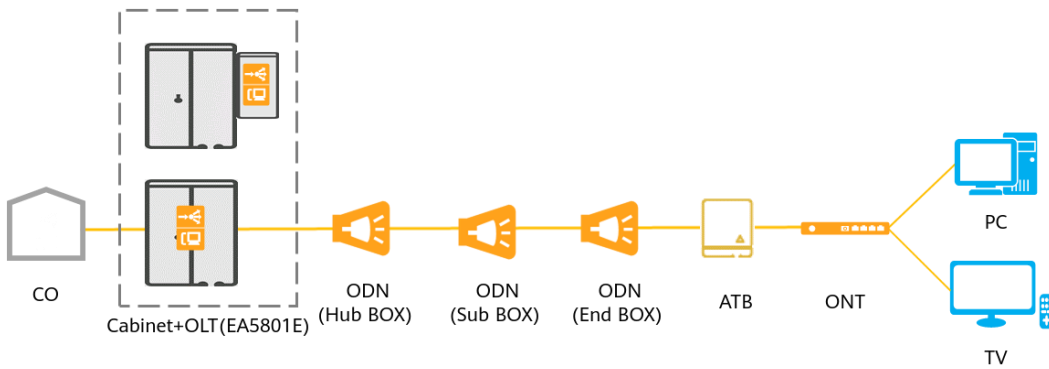 CO
Cabinet+OLT(EA5801E)
ODN
(Hub BOX)
ODN
(Sub BOX)
ODN
(End BOX)
ATB
ONT
PC
TV